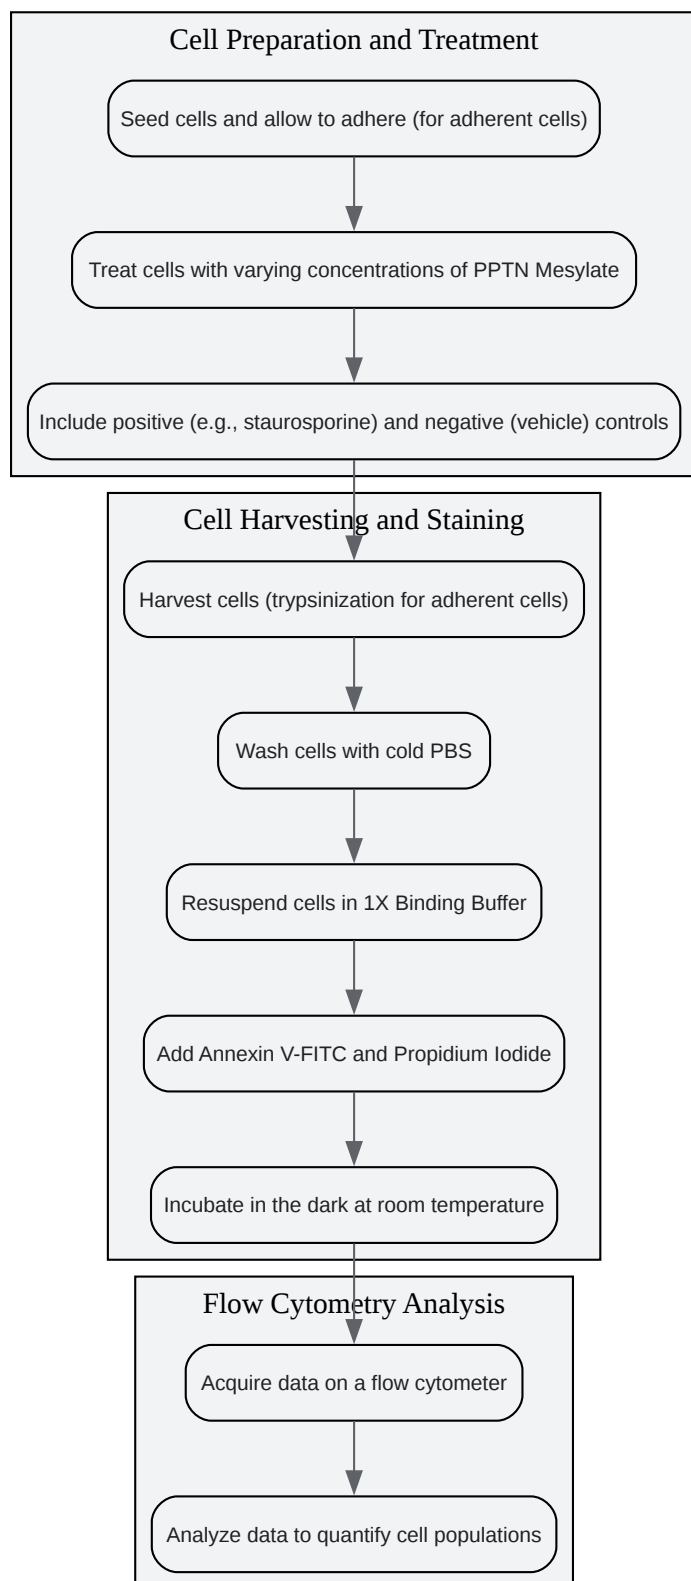 Cell Preparation and Treatment
Seed cells and allow to adhere (for adherent cells)
Treat cells with varying concentrations of PPTN Mesylate
Include positive (e.g., staurosporine) and negative (vehicle) controls
Cell Harvesting and Staining
Harvest cells (trypsinization for adherent cells)
Wash cells with cold PBS
Resuspend cells in 1X Binding Buffer
Add Annexin V-FITC and Propidium Iodide
Incubate in the dark at room temperature
Flow Cytometry Analysis
Acquire data on a flow cytometer
Analyze data to quantify cell populations